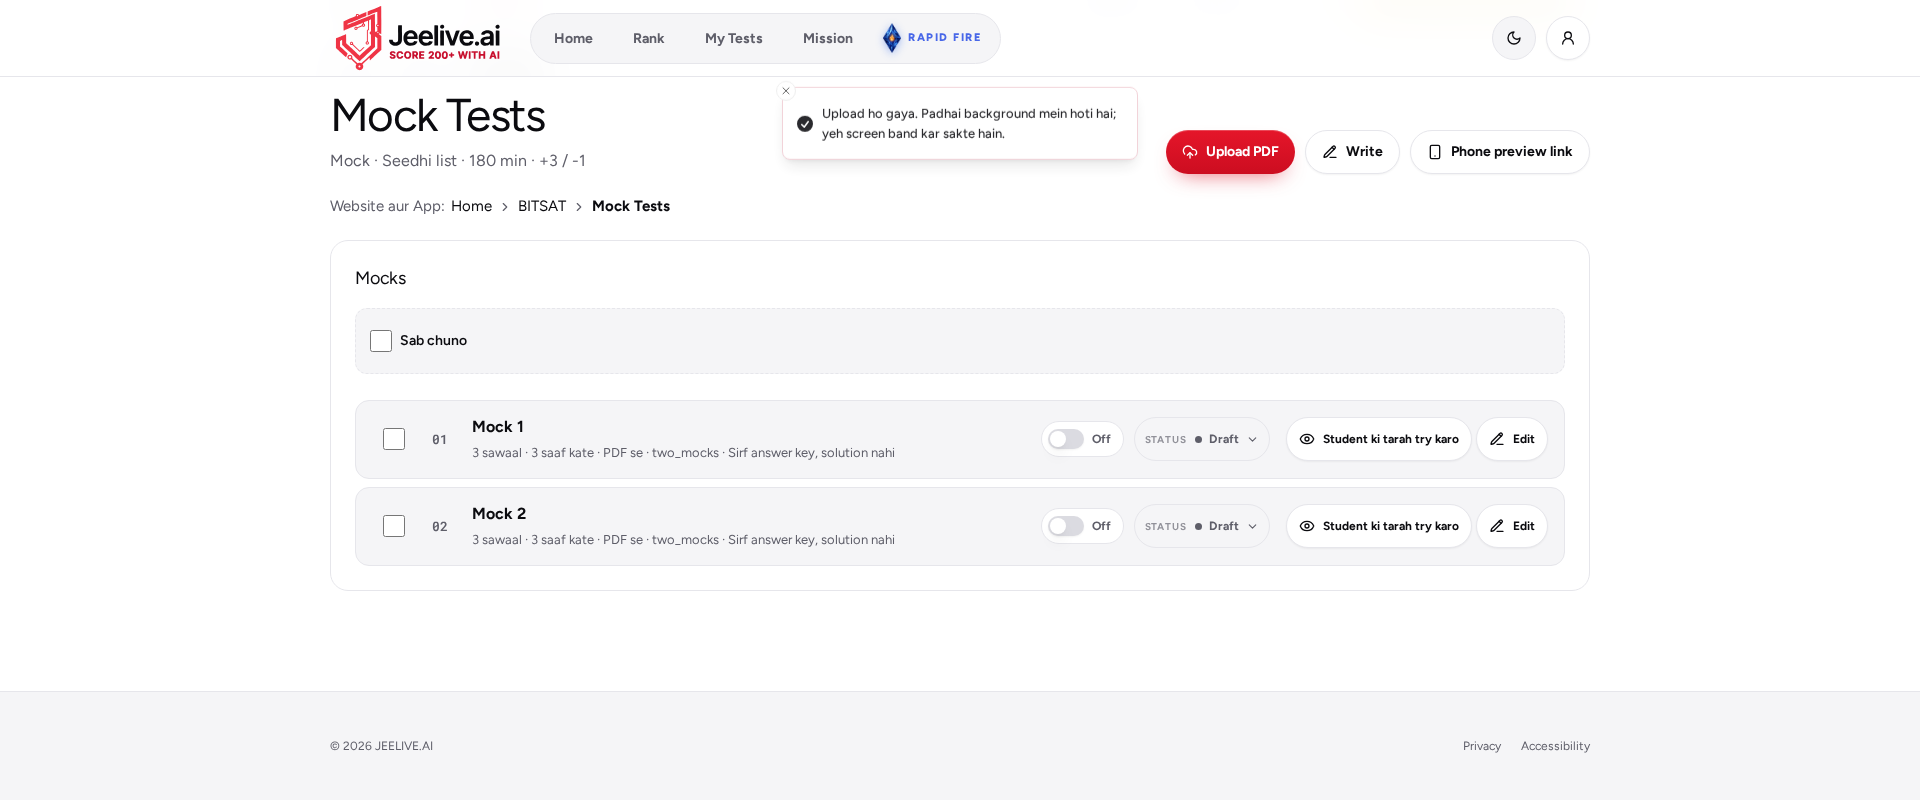 Jeelive.ai
SCORE 200+ WITH AI
Home Rank My Tests Mission RAPID FIRE
Mock Tests
Mock · Seedhi list · 180 min · +3 / -1
Upload ho gaya. Padhai background mein hoti hai;
yeh screen band kar sakte hain.
Upload PDF Write Phone preview link
Website aur App: Home > BITSAT > Mock Tests
Mocks
Sab chuno
01 Mock 1
3 sawaal · 3 saaf kate · PDF se · two_mocks · Sirf answer key, solution nahi
Off STATUS Draft Student ki tarah try karo Edit
02 Mock 2
3 sawaal · 3 saaf kate · PDF se · two_mocks · Sirf answer key, solution nahi
Off STATUS Draft Student ki tarah try karo Edit
© 2026 JEELIVE.AI Privacy Accessibility